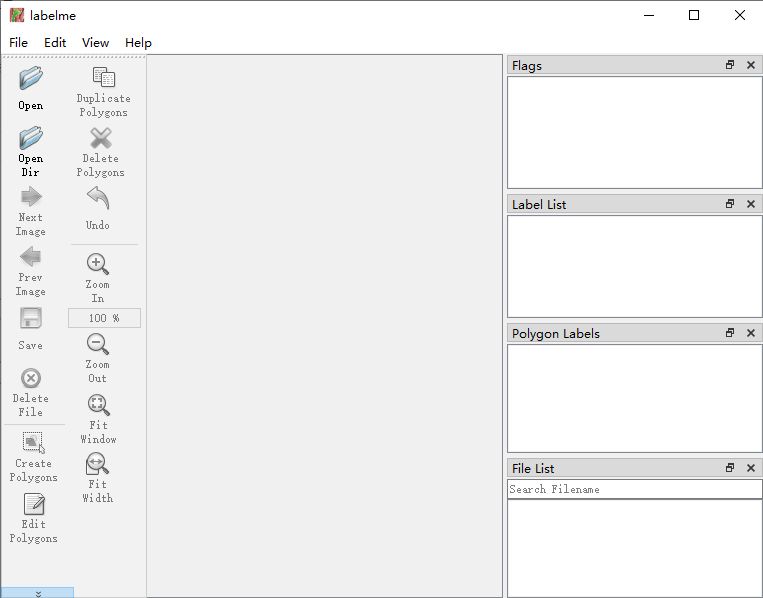 labelme
File Edit View Help
Open
Open
Dir
Next
Image
Prev
Image
Save
Delete
File
Create
Polygons
Edit
Polygons
Duplicate
Polygons
Delete
Polygons
Undo
Zoom
In
100 %
Zoom
Out
Fit
Window
Fit
Width
Flags
Label List
Polygon Labels
File List
Search Filename